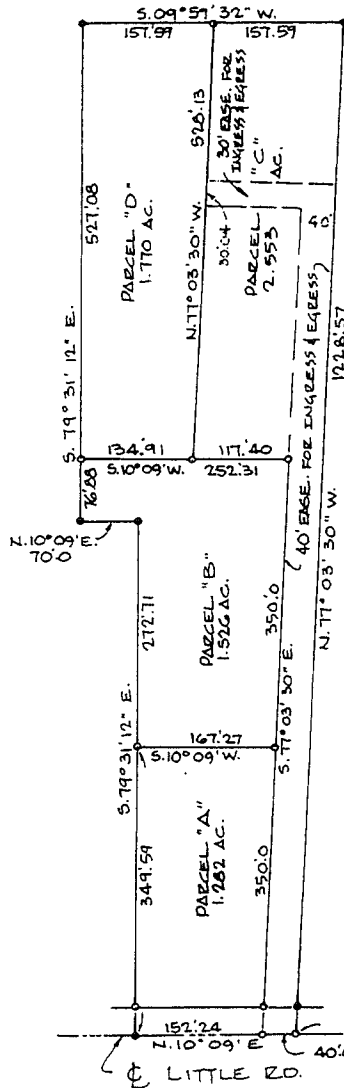 S. 09° 59' 32" W.
157.59
157.59
528.13
30' EASE. FOR
INGRESS & EGRESS
"C"
AC.
527.08
PARCEL "D"
1.770 AC.
N. 77° 03' 30" W.
30.04
PARCEL
2.553
40
1228.57
S. 79° 31' 12" E.
134.91
117.40
S. 10° 09' W.
252.31
76.88
N. 10° 09' E.
70.0
40' EASE. FOR INGRESS & EGRESS
N. 77° 03' 30" W.
272.71
PARCEL "B"
1.526 AC.
350.0
S. 77° 03' 30" E.
S. 79° 31' 12" E.
167.27
S. 10° 09' W.
349.59
PARCEL "A"
1.282 AC.
350.0
152.24
N. 10° 09' E
℄ LITTLE RD.